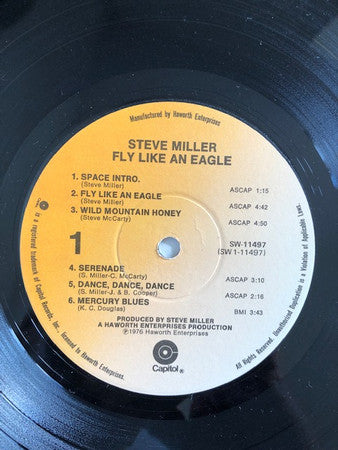 Manufactured by Haworth Enterprises
STEVE MILLER
FLY LIKE AN EAGLE
1. SPACE INTRO.
(Steve Miller)
ASCAP 1:15
2. FLY LIKE AN EAGLE
(Steve Miller)
ASCAP 4:42
3. WILD MOUNTAIN HONEY
(Steve McCarty)
ASCAP 4:50
1
SW-11497
(SW1-11497)
4. SERENADE
(S. Miller-C. McCarty)
ASCAP 3:10
5. DANCE, DANCE, DANCE
(S. Miller-J. & B. Cooper)
ASCAP 2:16
6. MERCURY BLUES
(K. C. Douglas)
BMI 3:43
PRODUCED BY STEVE MILLER
A HAWORTH ENTERPRISES PRODUCTION
℗1976 Haworth Enterprises
Capitol®
is a registered trademark of Capitol Records, Inc., licensed to Haworth Enterprises.
All Rights Reserved. Unauthorized Duplication is a Violation of Applicable Laws.